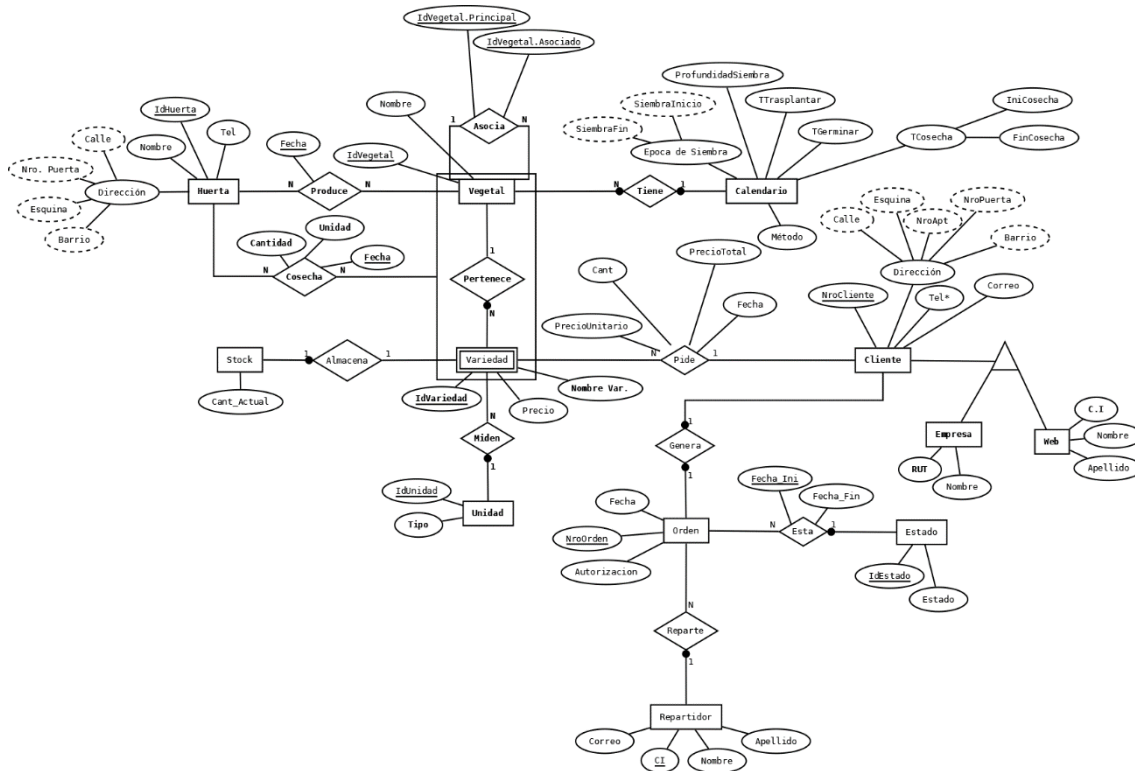 IdVegetal.Principal
IdVegetal.Asociado
Nombre
1
Asocia
N
ProfundidadSiembra
SiembraInicio
TTrasplantar
IniCosecha
SiembraFin
TGerminar
TCosecha
FinCosecha
Epoca de Siembra
IdHuerta
Calle
Nombre
Tel
Fecha
IdVegetal
Nro. Puerta
Dirección
Huerta
N
Produce
N
Vegetal
N
Tiene
1
Calendario
Esquina
Barrio
Método
Cantidad
Unidad
Fecha
N
Cosecha
N
1
Pertenece
N
Esquina
NroPuerta
Calle
NroApt
Barrio
Dirección
PrecioTotal
Cant
Fecha
PrecioUnitario
NroCliente
Tel*
Correo
Stock
1
Almacena
1
Variedad
N
Pide
1
Cliente
Cant_Actual
IdVariedad
Precio
Nombre Var.
N
Miden
1
IdUnidad
Tipo
Unidad
1
Genera
1
Empresa
RUT
Nombre
Web
C.I
Nombre
Apellido
Fecha
NroOrden
Autorizacion
Orden
Fecha_Ini
Fecha_Fin
N
Esta
1
Estado
IdEstado
Estado
N
Reparte
1
Repartidor
Correo
CI
Nombre
Apellido